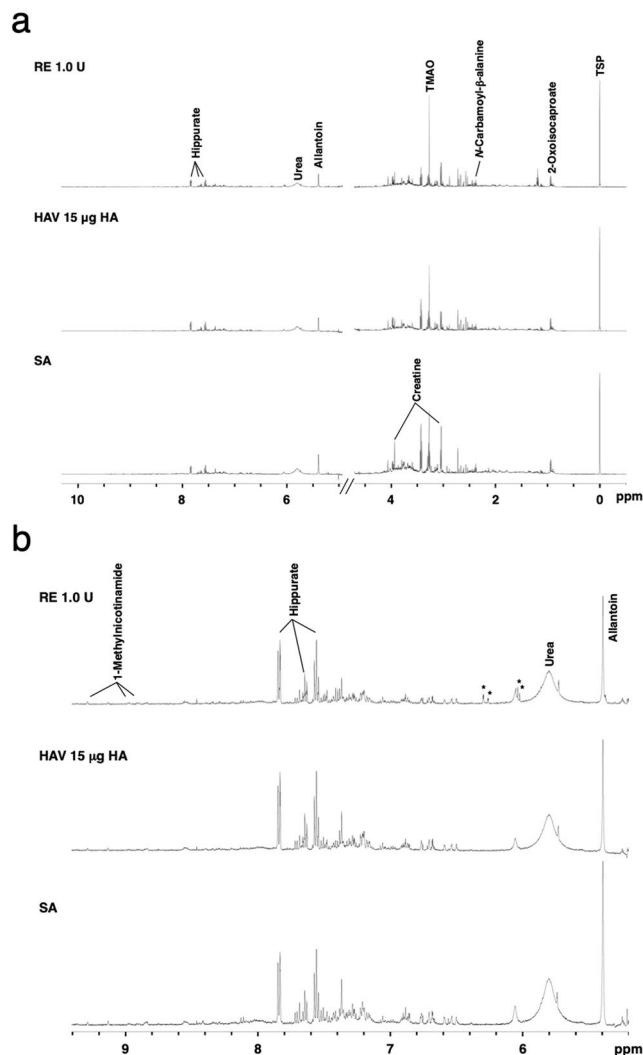 a
RE 1.0 U
Hippurate
Urea
Allantoin
TMAO
N-Carbamoyl-β-alanine
2-Oxoisocaproate
TSP
HAV 15 μg HA
SA
Creatine
10 8 6 // 4 2 0 ppm
b
RE 1.0 U
1-Methylnicotinamide
Hippurate
* * * *
Urea
Allantoin
HAV 15 μg HA
SA
9 8 7 6 ppm